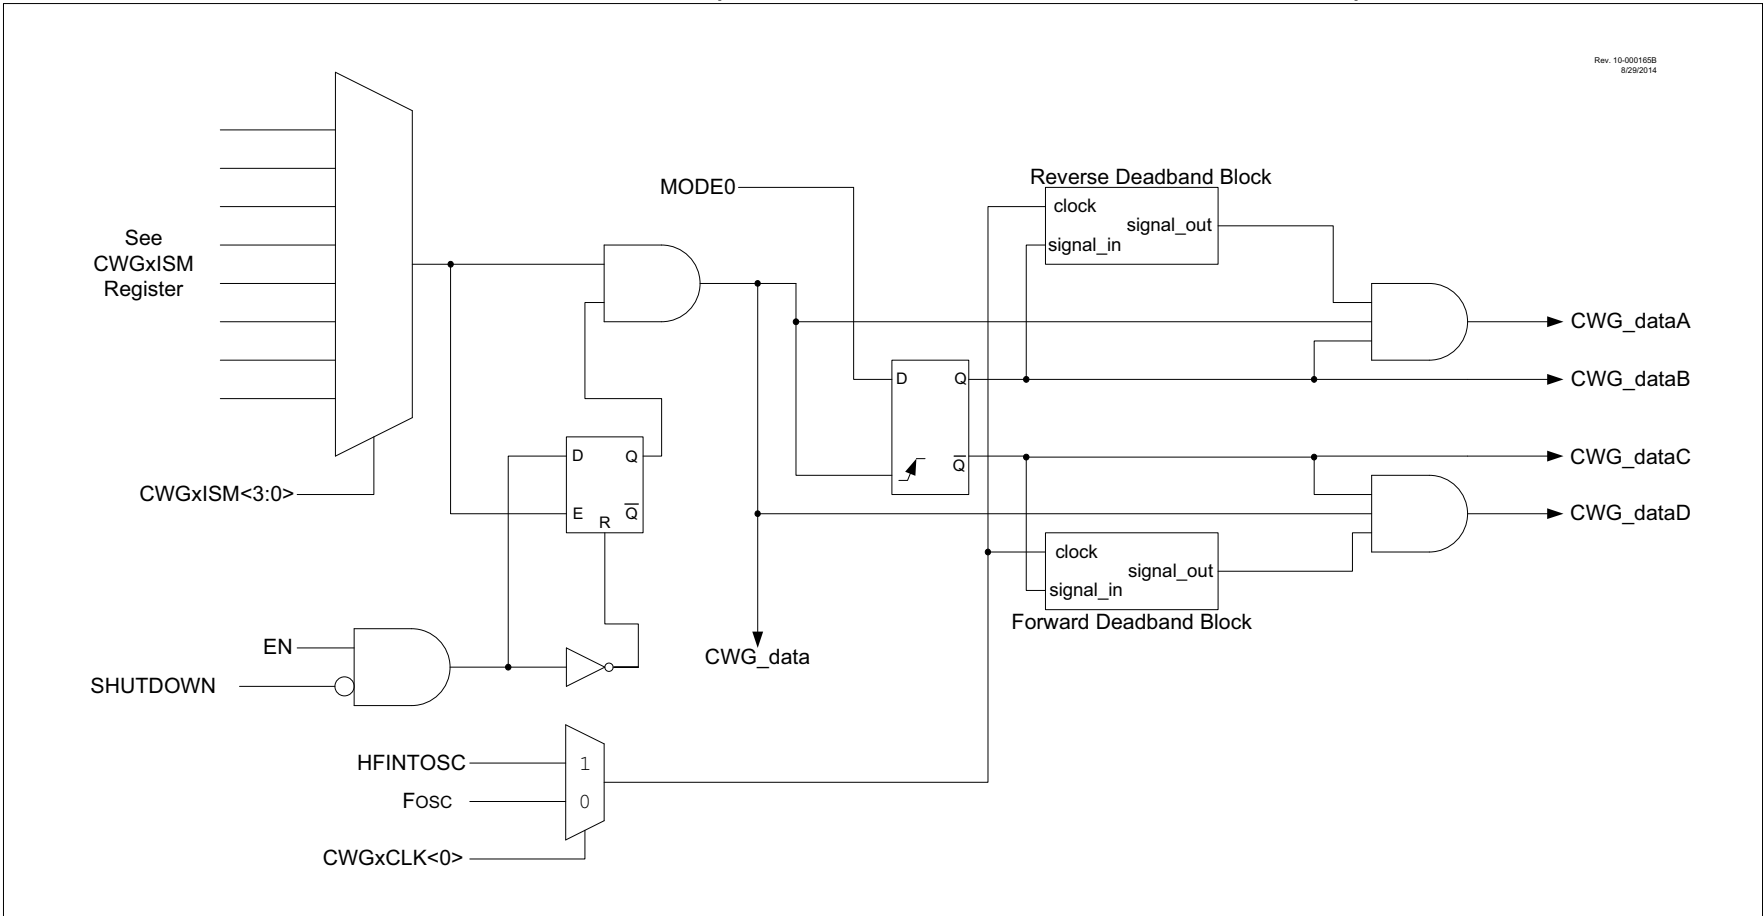 Rev. 10-000165B
8/29/2014
See
CWGxISM
Register
CWGxISM<3:0>
MODE0
Reverse Deadband Block
clock
signal_out
signal_in
D
Q
Q
CWG_dataA
CWG_dataB
CWG_dataC
CWG_dataD
D
Q
E
R
Q
clock
signal_out
signal_in
Forward Deadband Block
CWG_data
EN
SHUTDOWN
HFINTOSC
1
FOSC
0
CWGxCLK<0>